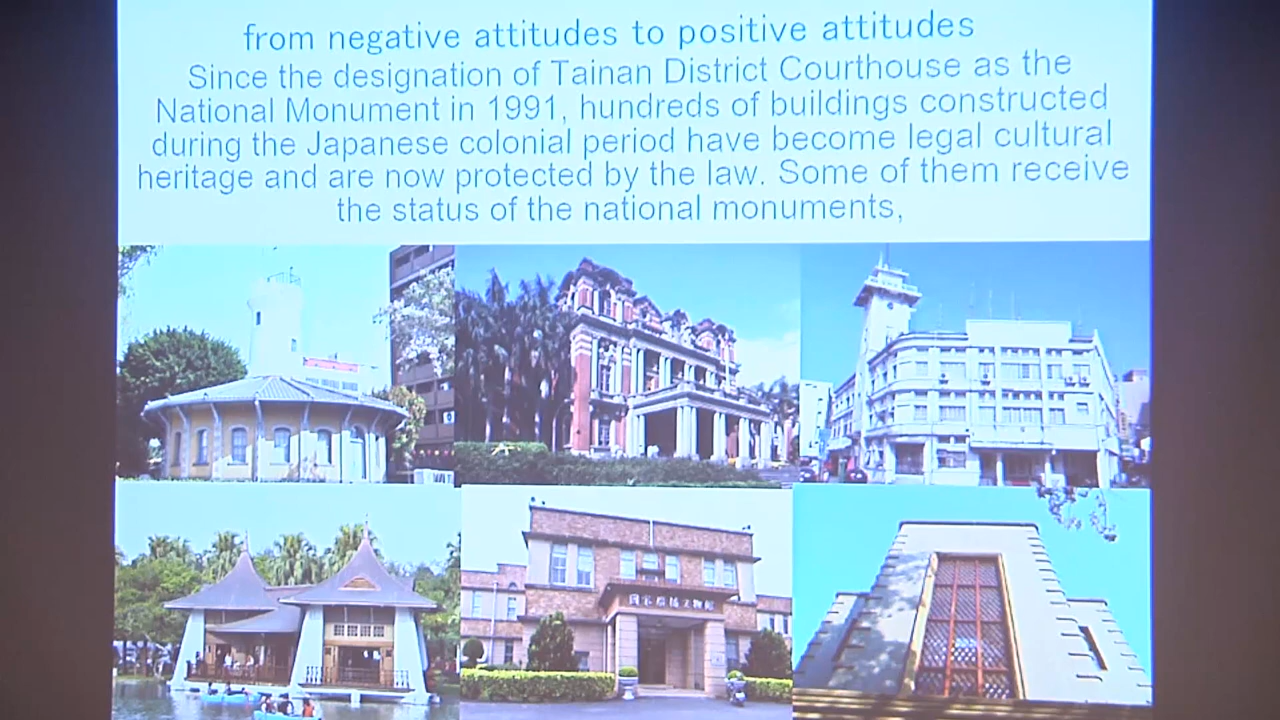 from negative attitudes to positive attitudes
Since the designation of Tainan District Courthouse as the
National Monument in 1991, hundreds of buildings constructed
during the Japanese colonial period have become legal cultural
heritage and are now protected by the law. Some of them receive
the status of the national monuments,